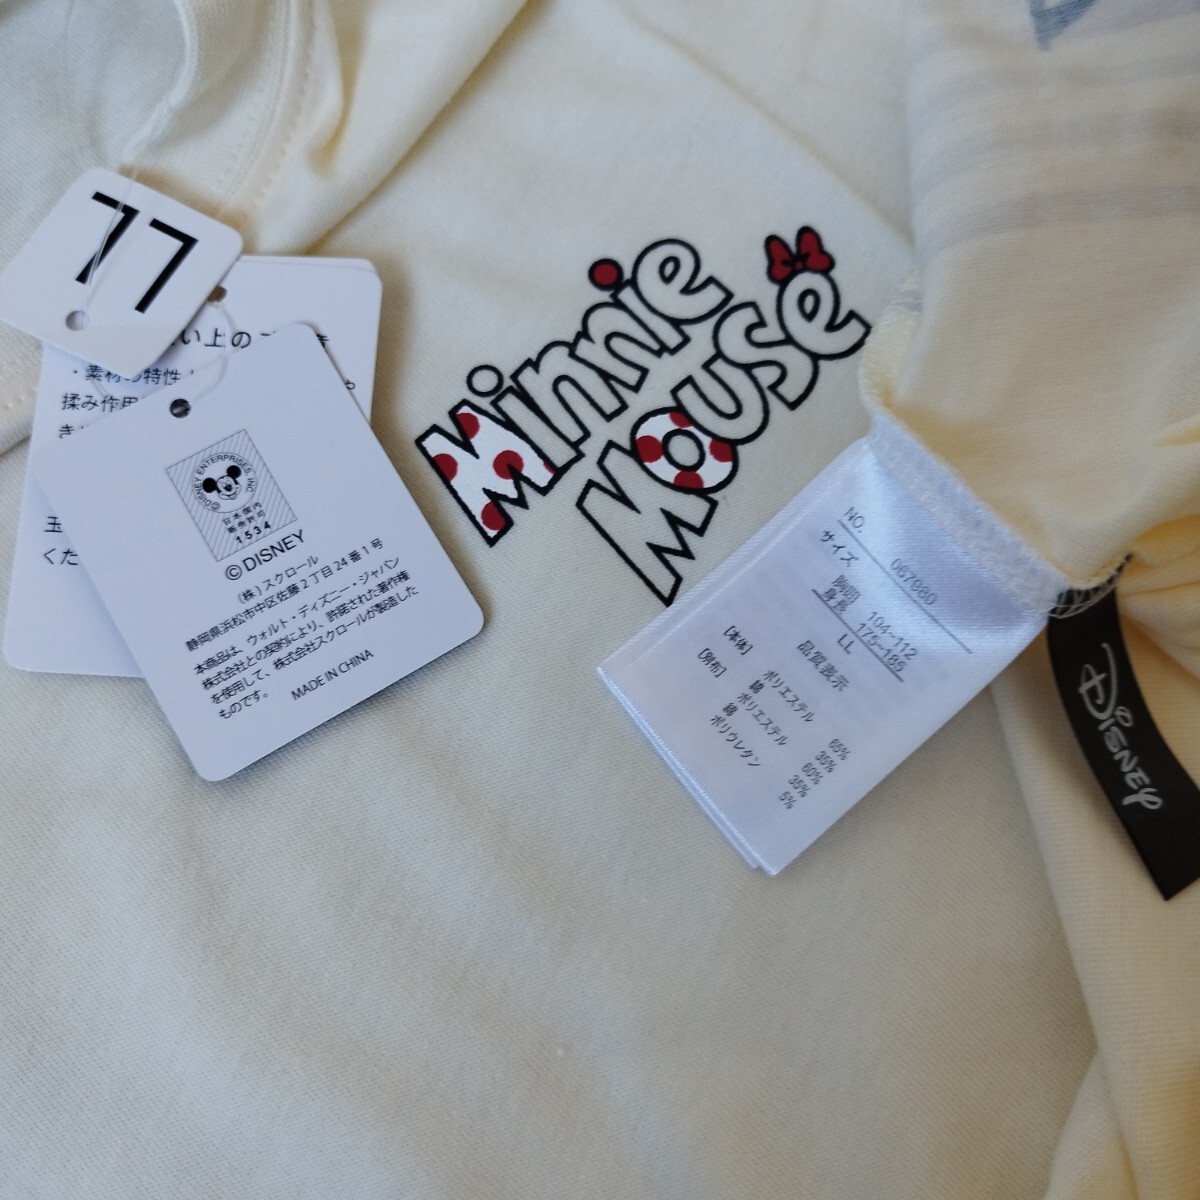 77
い上の
・素材の特性
揉み作用
き
玉
くだ
DISNEY ENTERPRISES, INC.
©
日本国内
販売許可
1534
©DISNEY
(株)スクロール
静岡県浜松市中区佐藤2丁目24番1号
本商品は、ウォルト・ディズニー・ジャパン
株式会社との契約により、許諾された著作権
を使用して、株式会社スクロールが製造した
ものです。
MADE IN CHINA
Minnie
Mouse
NO. 067980
サイズ
胸囲 104~112
身長 175~185
LL
品質表示
[本体] ポリエステル 65%
綿 35%
[別布] ポリエステル 60%
綿 35%
ポリウレタン 5%
Disney